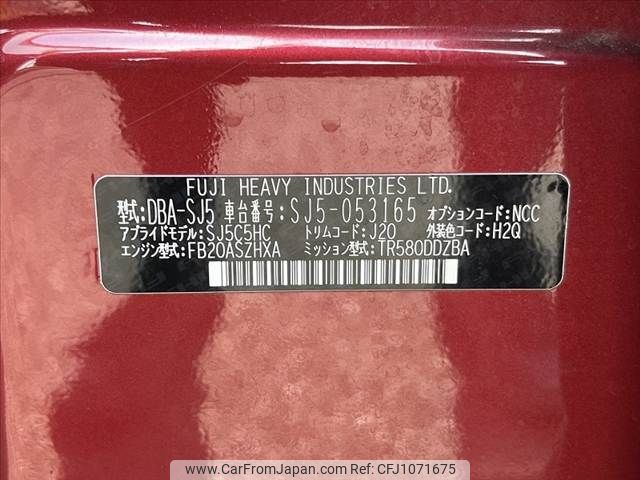 FUJI HEAVY INDUSTRIES LTD.
型式:DBA-SJ5 車台番号:SJ5-053165 オプションコード:NCC
アプライドモデル:SJ5C5HC トリムコード:J20 外装色コード:H2Q
エンジン型式:FB20ASZHXA ミッション型式:TR580DDZBA
www.CarFromJapan.com - Stock ID: CFJ1071675